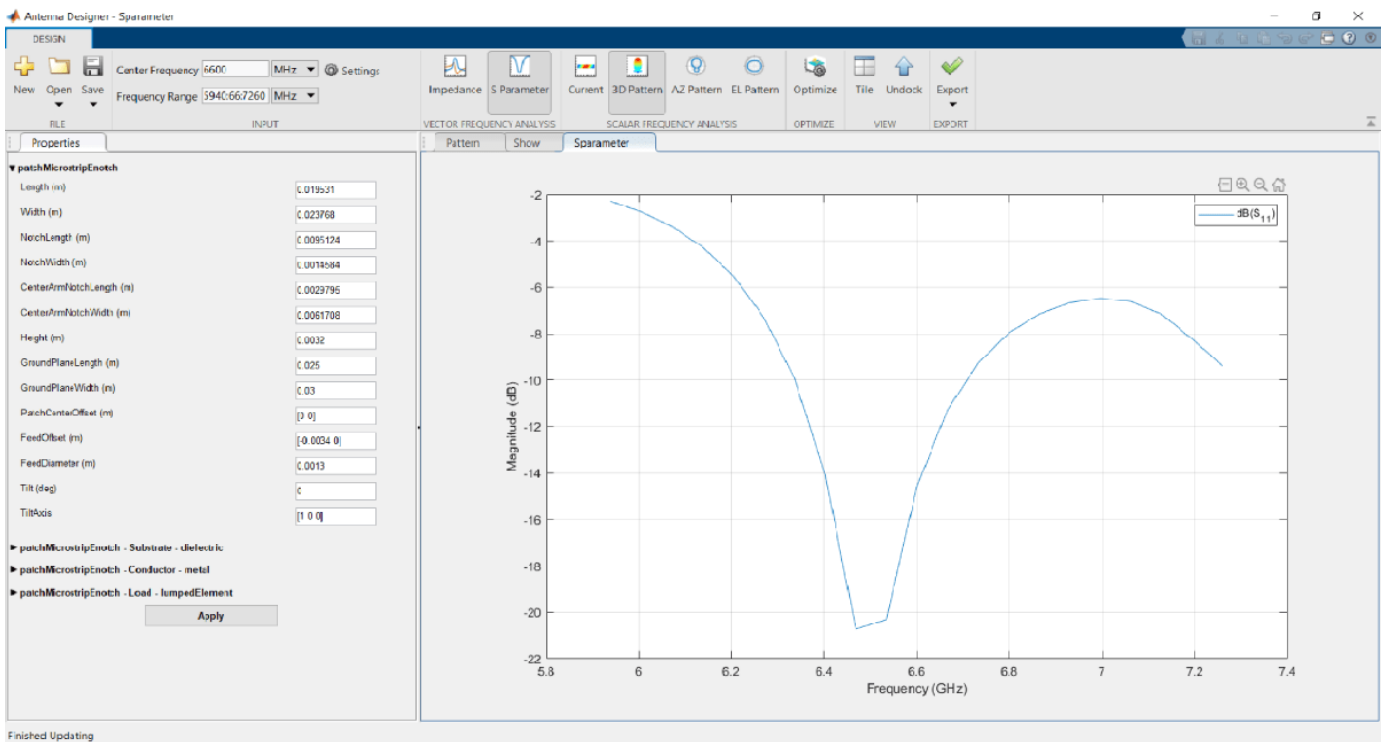 Antenna Designer - Sparameter
DESIGN
Center Frequency 6600 MHz Settings
New Open Save
Frequency Range 5940:66:7260 MHz
Impedance S Parameter Current 3D Pattern AZ Pattern EL Pattern Optimize Tile Undock Export
FILE INPUT VECTOR FREQUENCY ANALYSIS SCALAR FREQUENCY ANALYSIS OPTIMIZE VIEW EXPORT
Properties
Pattern Show Sparameter
patchMicrostripEnotch
Length (m) 0.019531
Width (m) 0.023768
NotchLength (m) 0.0095124
NotchWidth (m) 0.0014584
CenterArmNotchLength (m) 0.0029795
CenterArmNotchWidth (m) 0.0061708
Height (m) 0.0032
GroundPlaneLength (m) 0.025
GroundPlaneWidth (m) 0.03
PatchCenterOffset (m) [0 0]
FeedOffset (m) [-0.0034 0]
FeedDiameter (m) 0.0013
Tilt (deg) 0
TiltAxis [1 0 0]
patchMicrostripEnotch - Substrate - dielectric
patchMicrostripEnotch - Conductor - metal
patchMicrostripEnotch - Load - lumpedElement
Apply
dB(S11)
-2
-4
-6
-8
-10
-12
-14
-16
-18
-20
-22
Magnitude (dB)
5.8 6 6.2 6.4 6.6 6.8 7 7.2 7.4
Frequency (GHz)
Finished Updating